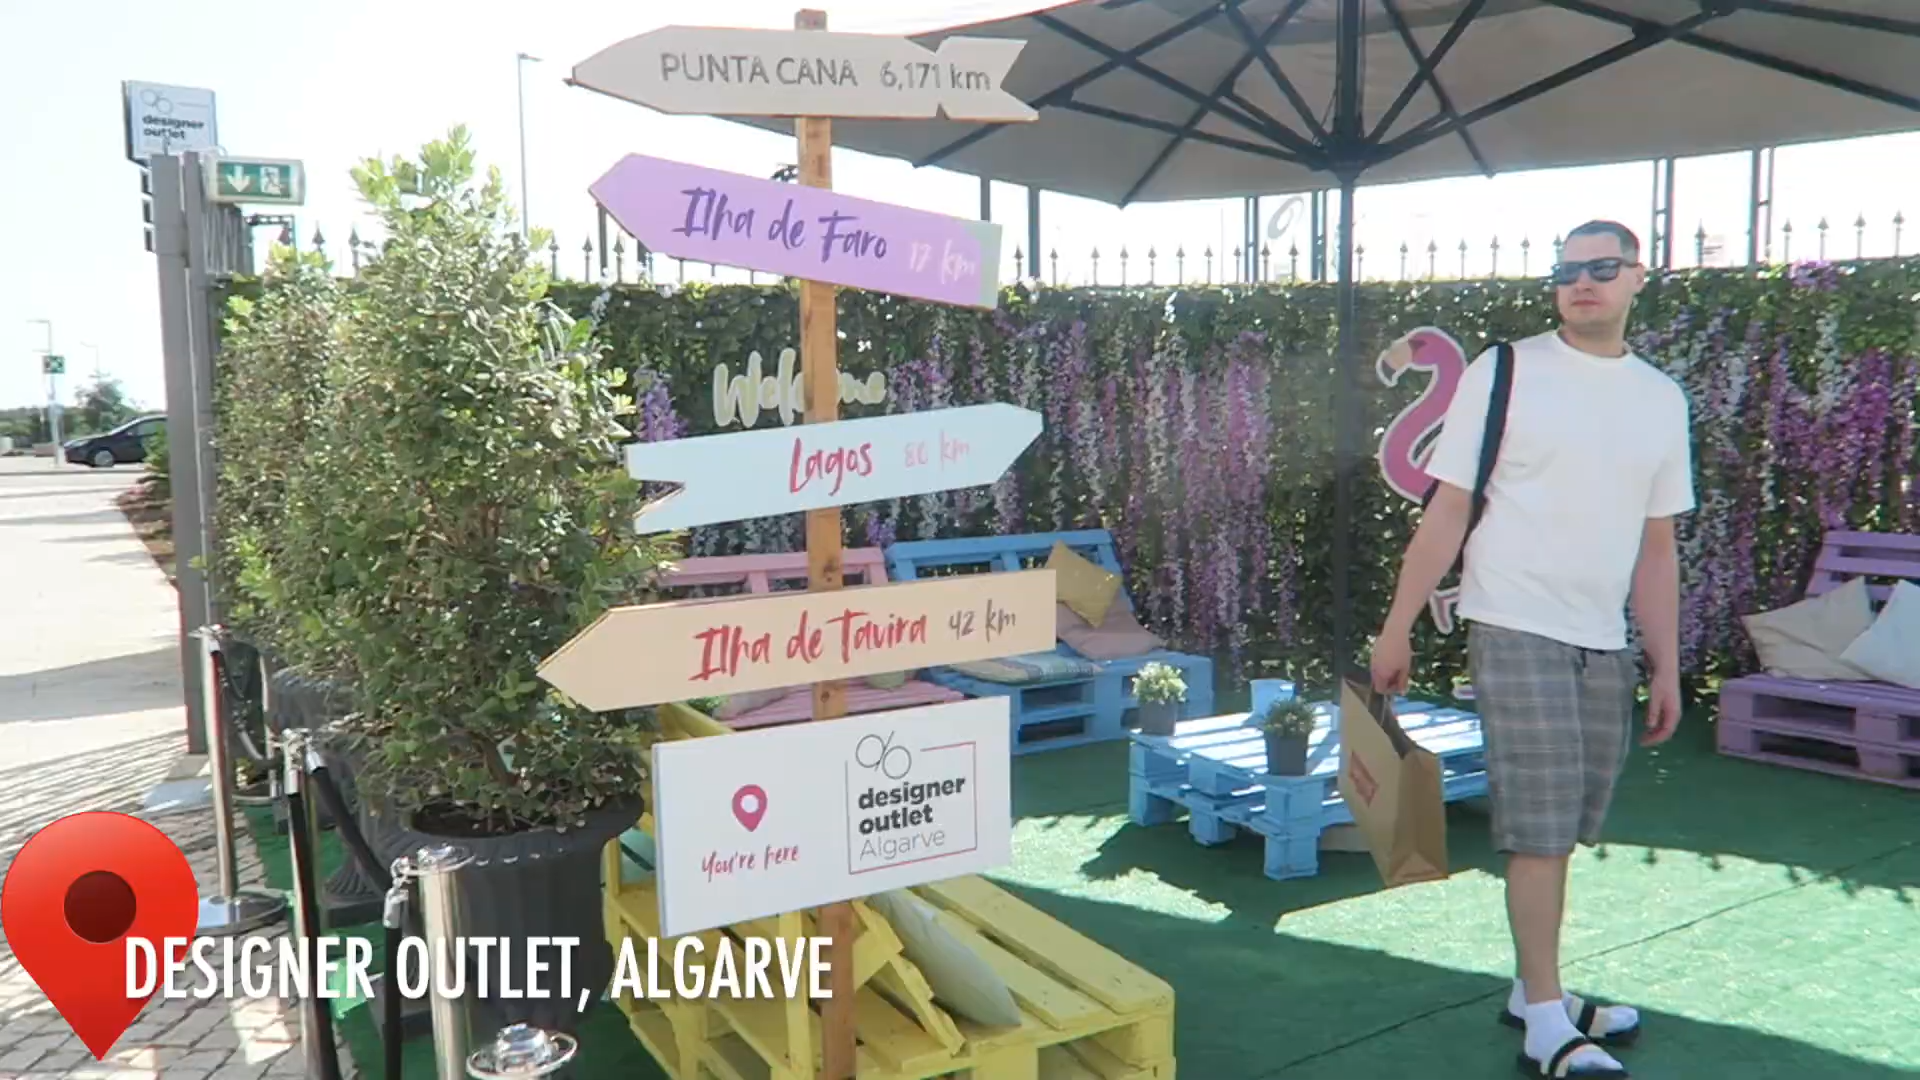 PUNTA CANA 6,171 km
designer
outlet
Ilha de Faro 17 km
Welcome
Lagos 80 km
Ilha de Tavira 42 km
designer
outlet
Algarve
you're here
DESIGNER OUTLET, ALGARVE